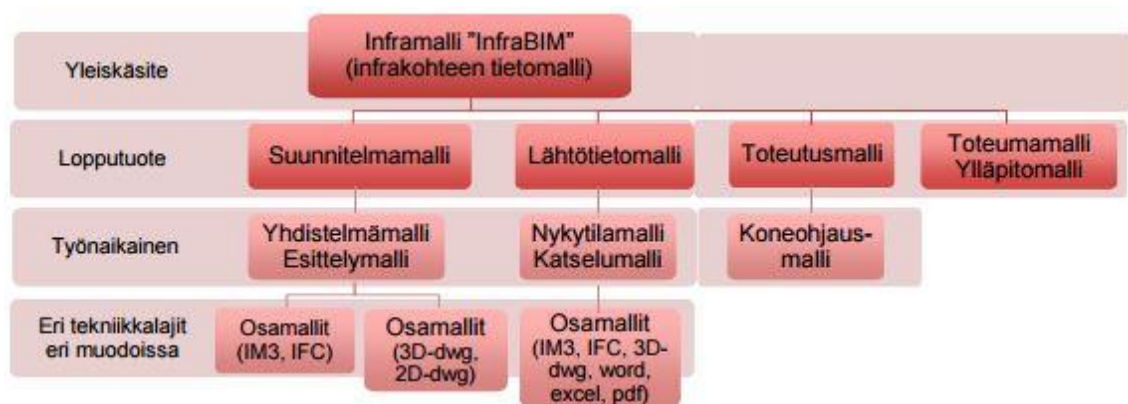 Yleiskäsite
Inframalli "InfraBIM"
(infrakohteen tietomalli)
Lopputuote
Suunnitelmamalli
Lähtötietomalli
Toteutusmalli
Toteumamalli
Ylläpitomalli
Työnaikainen
Yhdistelmämalli
Esittelymalli
Nykytilamalli
Katselumalli
Koneohjaus-
malli
Eri tekniikkalajit
eri muodoissa
Osamallit
(IM3, IFC)
Osamallit
(3D-dwg,
2D-dwg)
Osamallit
(IM3, IFC, 3D-
dwg, word,
excel, pdf)